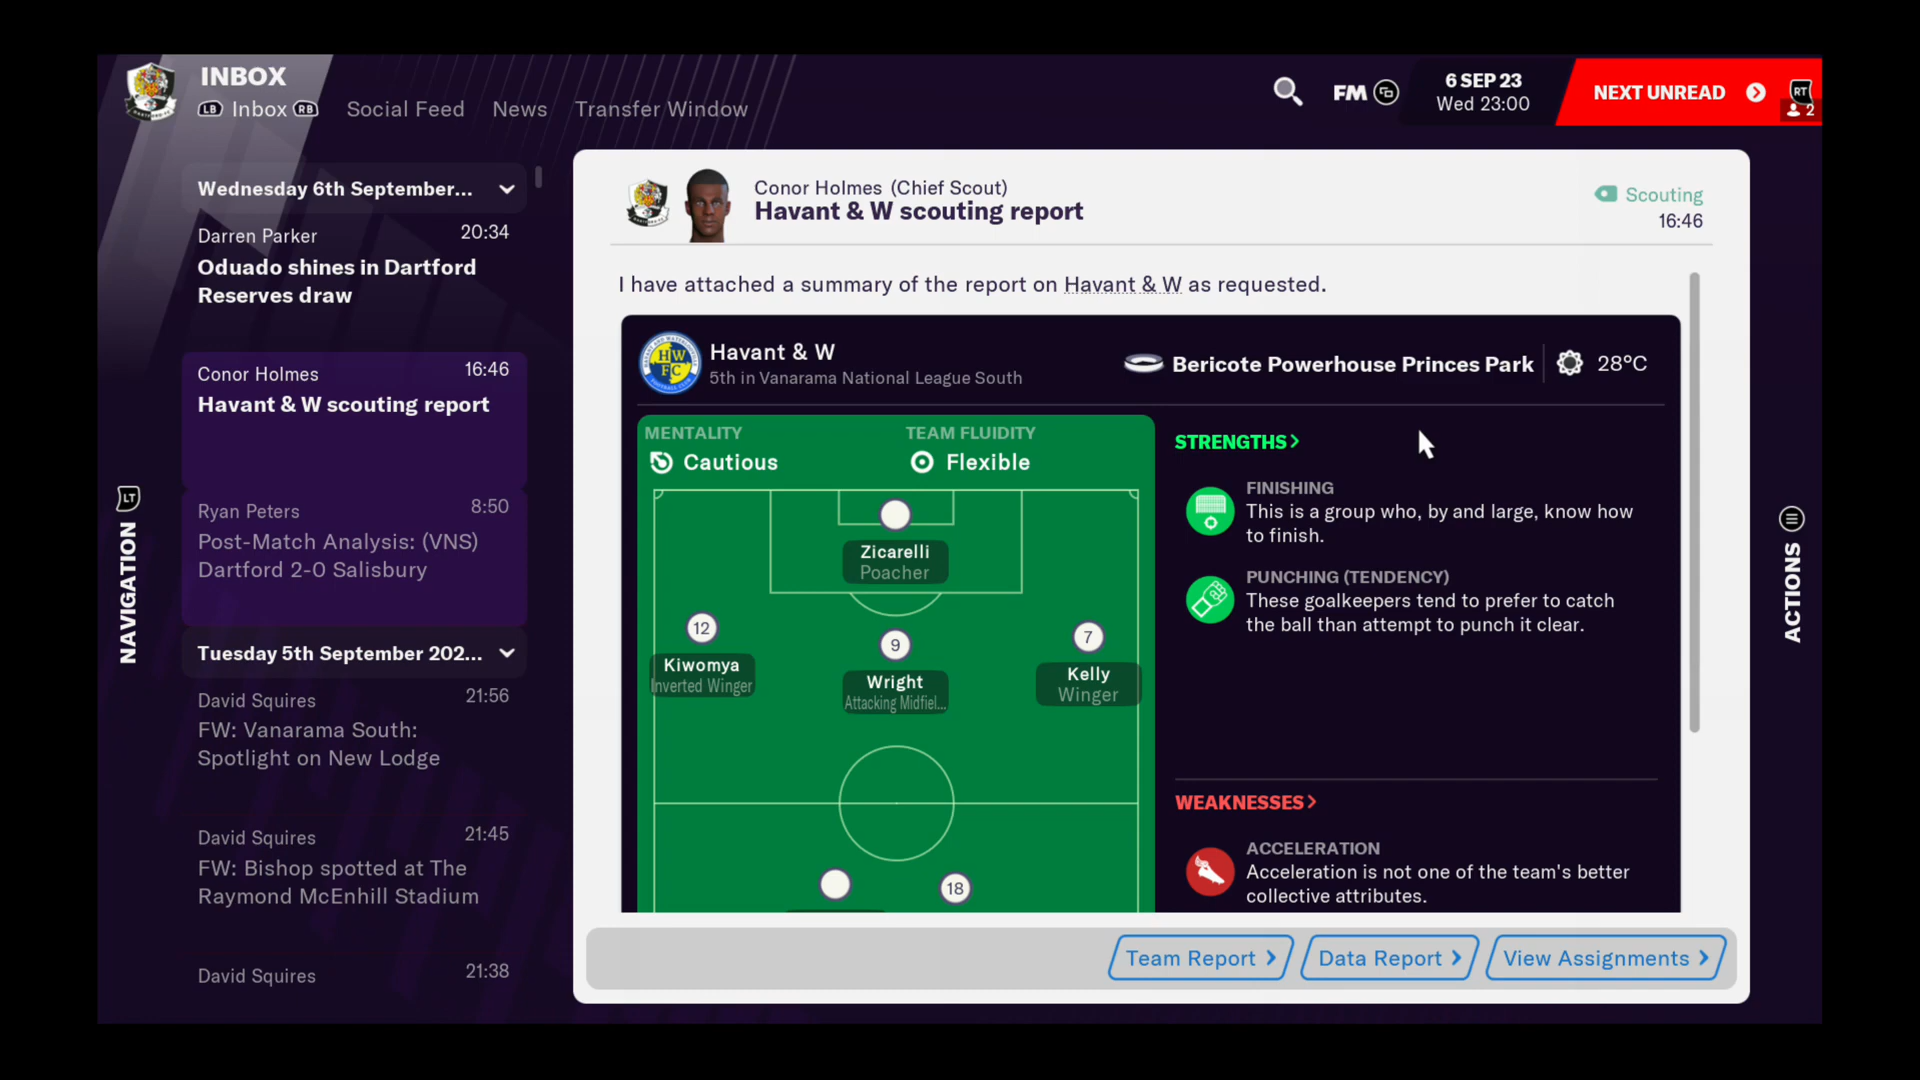 INBOX
LB Inbox RB
Social Feed
News
Transfer Window
FM
6 SEP 23
Wed 23:00
NEXT UNREAD
RT
2
Wednesday 6th September...
Darren Parker
20:34
Oduado shines in Dartford
Reserves draw
Conor Holmes
16:46
Havant & W scouting report
Ryan Peters
8:50
Post-Match Analysis: (VNS)
Dartford 2-0 Salisbury
Tuesday 5th September 202...
David Squires
21:56
FW: Vanarama South:
Spotlight on New Lodge
David Squires
21:45
FW: Bishop spotted at The
Raymond McEnhill Stadium
David Squires
21:38
LT
NAVIGATION
Conor Holmes (Chief Scout)
Havant & W scouting report
Scouting
16:46
I have attached a summary of the report on Havant & W as requested.
HW
FC
Havant & W
5th in Vanarama National League South
Bericote Powerhouse Princes Park
28°C
MENTALITY
Cautious
TEAM FLUIDITY
Flexible
Zicarelli
Poacher
12
Kiwomya
Inverted Winger
9
Wright
Attacking Midfiel...
7
Kelly
Winger
18
STRENGTHS
FINISHING
This is a group who, by and large, know how
to finish.
PUNCHING (TENDENCY)
These goalkeepers tend to prefer to catch
the ball than attempt to punch it clear.
WEAKNESSES
ACCELERATION
Acceleration is not one of the team's better
collective attributes.
Team Report
Data Report
View Assignments
ACTIONS